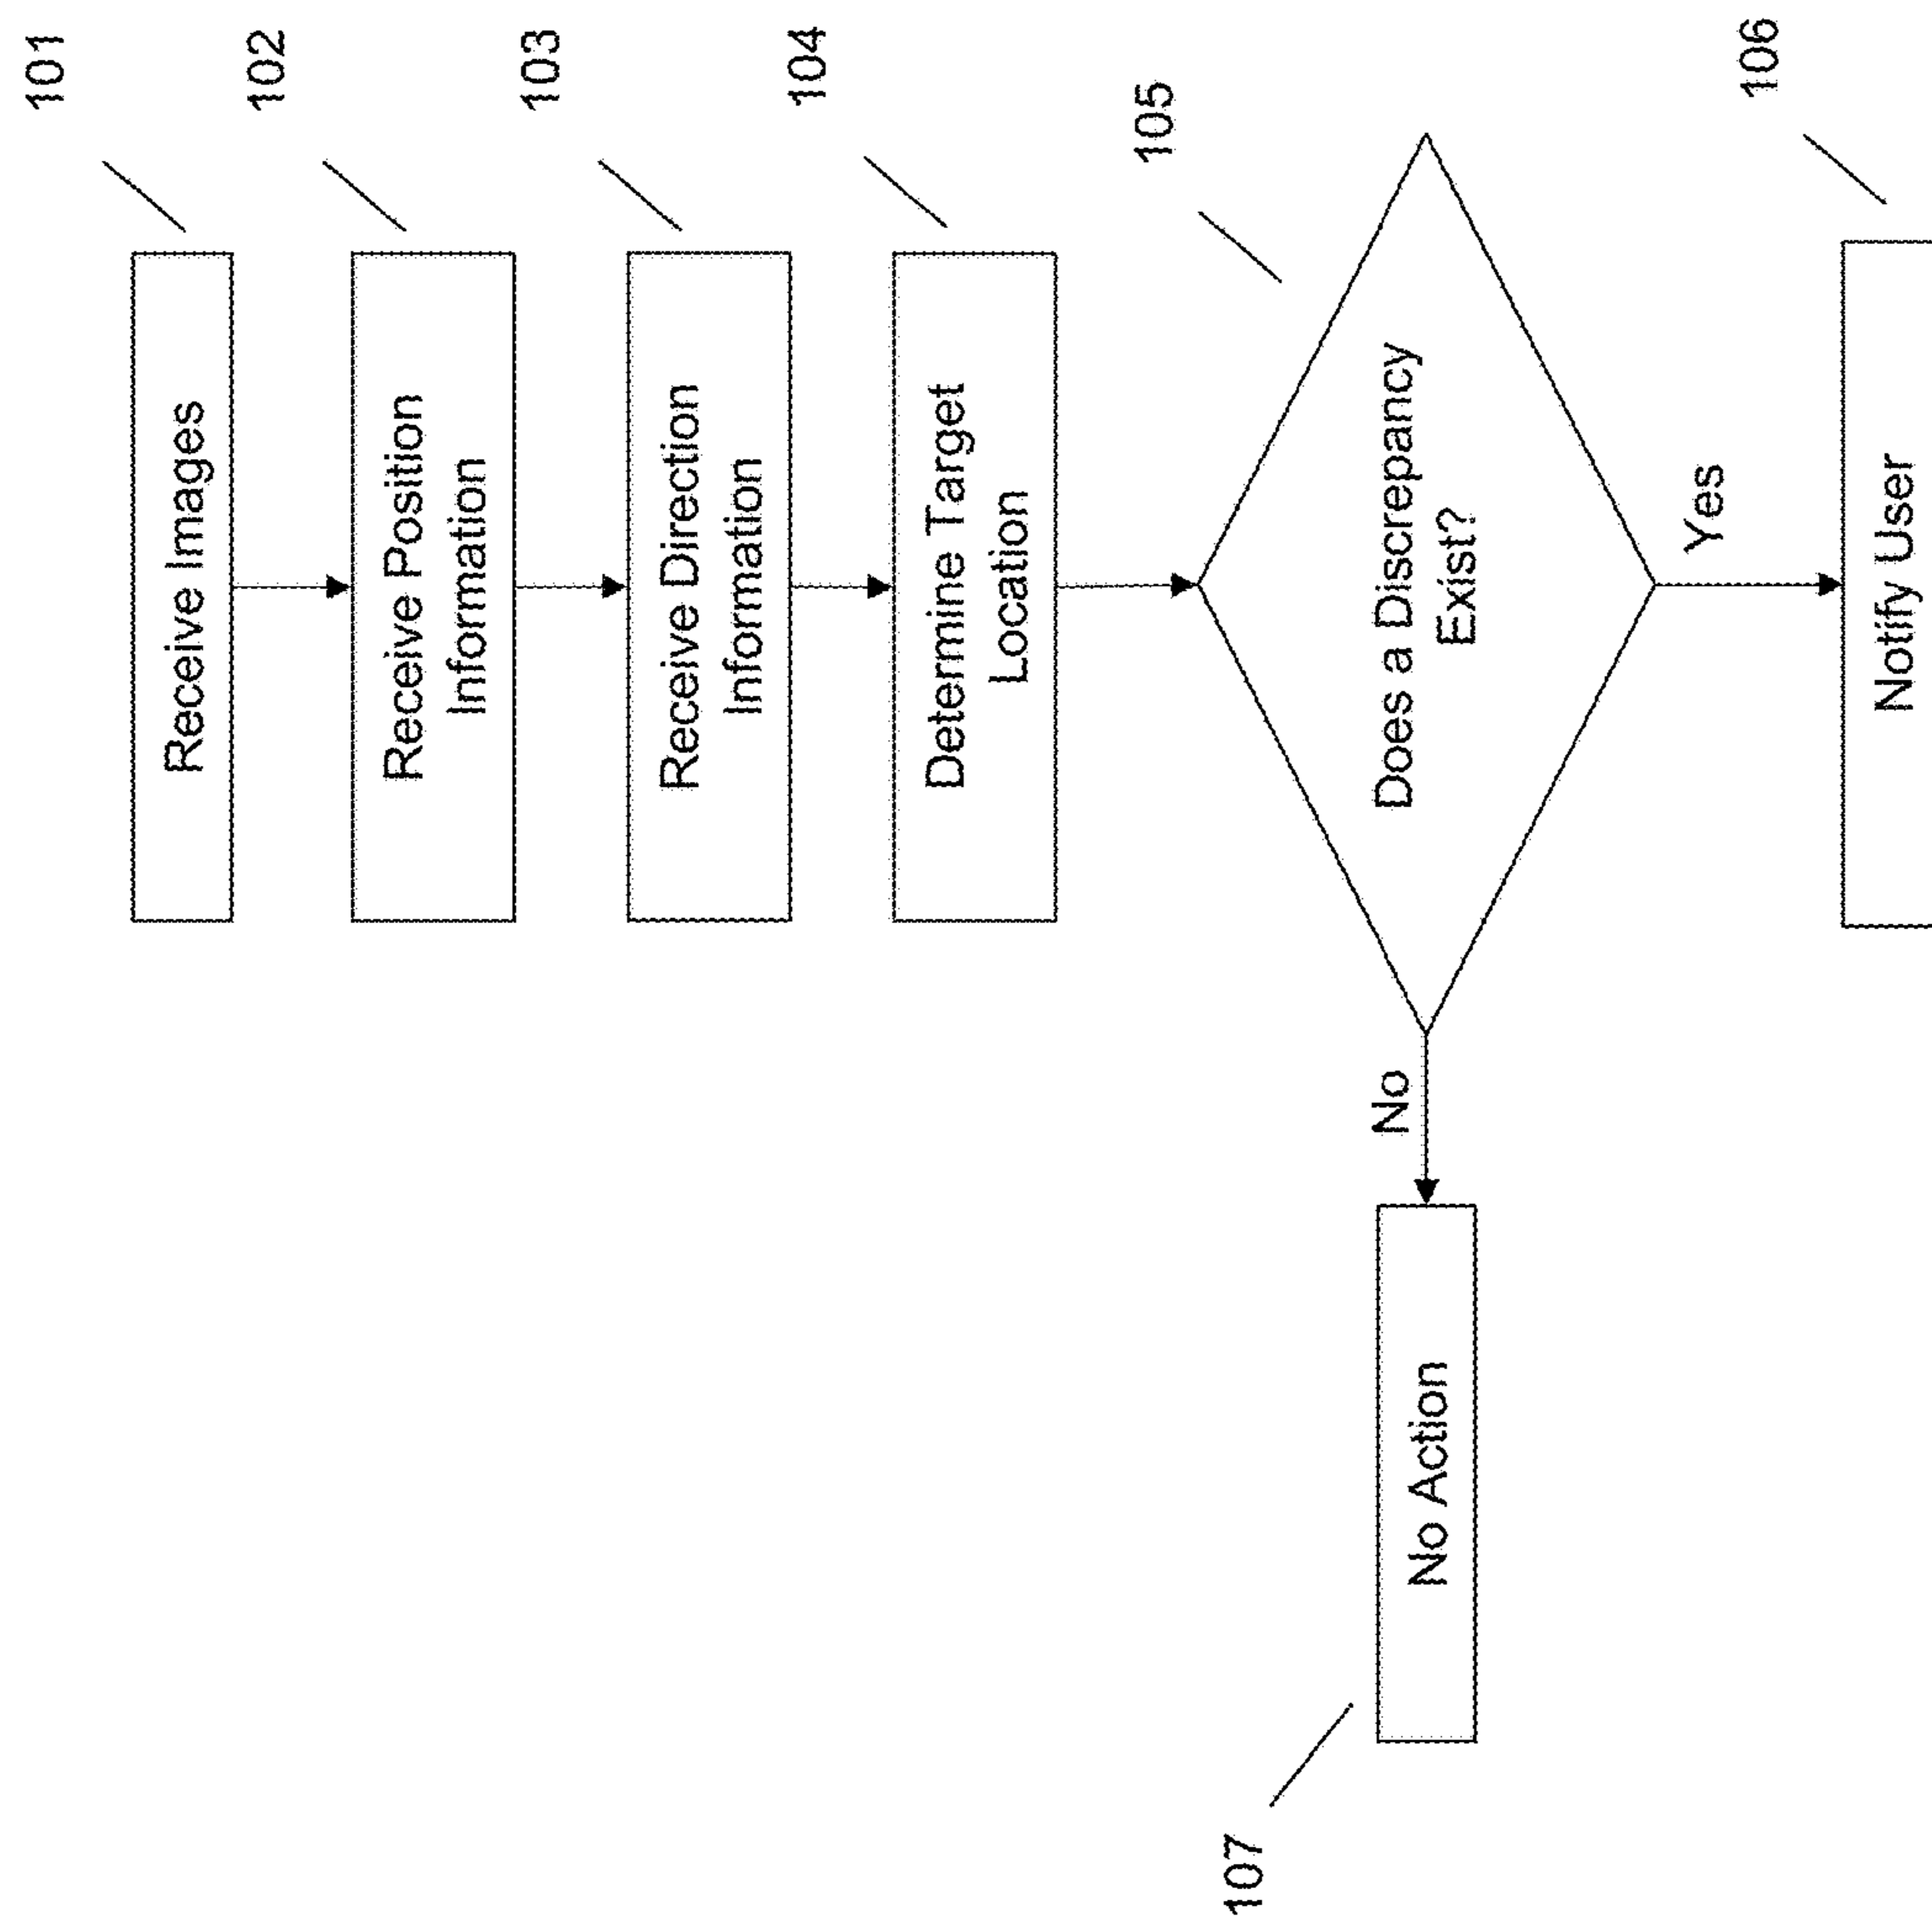 101
Receive Images
102
Receive Position
Information
103
Receive Direction
Information
104
Determine Target
Location
105
Does a Discrepancy
Exist?
No
No Action
107
Yes
106
Notify User